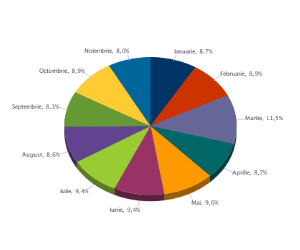 Ianuarie, 8,7%
Februarie, 8,9%
Martie, 11,5%
Aprilie, 8,7%
Mai, 9,6%
Iunie, 9,4%
Iulie, 9,4%
August, 8,6%
Septembrie, 8,3%
Octombrie, 8,9%
Noiembrie, 8,0%